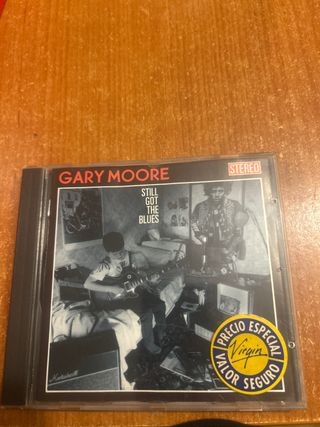 GARY MOORE
STEREO
STILL
GOT
THE
BLUES
PRECIO ESPECIAL
Virgin
VALOR SEGURO
Marshall